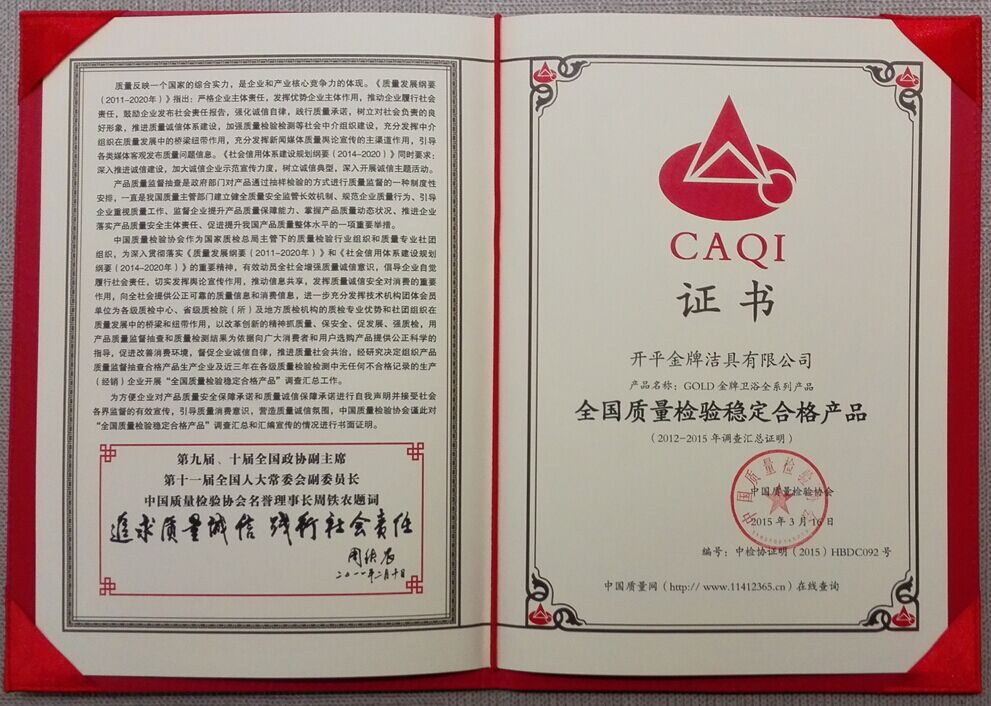 质量反映一个国家的综合实力，是企业和产业核心竞争力的体现。《质量发展纲要
（2011-2020年）》指出：严格企业主体责任，发挥优势企业主体作用，推动企业履行社会
责任，鼓励企业发布社会责任报告，强化诚信自律，践行质量承诺，树立对社会负责的良
好形象，推进质量诚信体系建设，加强质量检验检测等社会中介组织建设，充分发挥中介
组织在质量发展中的桥梁纽带作用，充分发挥新闻媒体质量舆论宣传的主渠道作用，引导
各类媒体客观发布质量问题信息。《社会信用体系建设规划纲要（2014-2020）》同时要求：
深入推进诚信建设，加大诚信企业示范宣传力度，树立诚信典型，深入开展诚信主题活动。
产品质量监督抽查是政府部门对产品通过抽样检验的方式进行质量监督的一种制度性
安排，一直是我国质量主管部门建立健全质量安全监管长效机制、规范企业质量行为、引导
企业重视质量工作、监督企业提升产品质量保障能力、掌握产品质量动态状况、推进企业
落实产品质量安全主体责任、促进提升我国产品质量整体水平的一项重要举措。
中国质量检验协会作为国家质检总局主管下的质量检验行业组织和质量专业社团
组织，为深入贯彻落实《质量发展纲要（2011-2020年）》和《社会信用体系建设规划
纲要（2014-2020年）》的重要精神，有效动员全社会增强质量诚信意识，倡导企业自觉
履行社会责任，切实发挥舆论宣传作用，推动信息共享，发挥质量诚信安全对消费的重要
作用，向全社会提供公正可靠的质量信息和消费信息，进一步充分发挥技术机构团体会员
单位为各级质检中心、省级质检院（所）及地方质检机构的质检专业优势和社团组织在
质量发展中的桥梁和纽带作用，以改革创新的精神抓质量、保安全、促发展、强质检，用
产品质量监督抽查和质量检测结果为依据向广大消费者和用户选购产品提供公正科学的
指导，促进改善消费环境，督促企业诚信自律，推进质量社会共治，经研究决定组织产品
质量监督抽查合格产品生产企业及近三年在各级质量检验检测中无任何不合格记录的生产
（经销）企业开展“全国质量检验稳定合格产品”调查汇总工作。
为方便企业对产品质量安全保障承诺和质量诚信保障承诺进行自我声明并接受社会
各界监督的有效宣传，引导质量消费意识，营造质量诚信氛围，中国质量检验协会谨此对
“全国质量检验稳定合格产品”调查汇总和汇编宣传的情况进行书面证明。
第九届、十届全国政协副主席
第十一届全国人大常委会副委员长
中国质量检验协会名誉理事长周铁农题词
追求质量诚信 践行社会责任
周铁农
二〇一一年二月十日
CAQI
证书
开平金牌洁具有限公司
产品名称：GOLD 金牌卫浴全系列产品
全国质量检验稳定合格产品
（2012-2015 年调查汇总证明）
中国质量检验协会
2015 年 3 月 16 日
编号：中检协证明（2015）HBDC092 号
中国质量网（http:// www.11412365.cn）在线查询